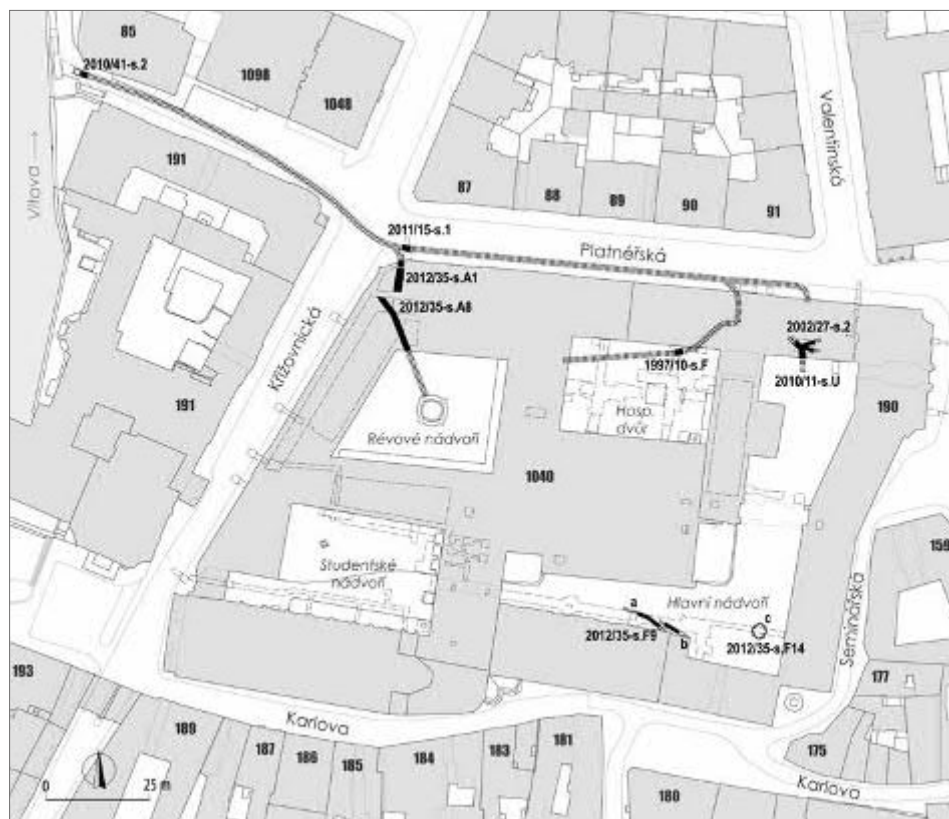 85
2010/41-s.2
1098
1048
Vltava
191
87
88
89
90
91
Valentinská
2011/15-s.1
Platnéřská
2012/35-s.A1
2012/35-s.A8
Křižovnická
2002/27-s.2
1997/10-s.F
2010/11-s.U
191
Révové nádvoří
Hosp.
dvůr
190
1040
159
Studentské
nádvoří
a
Hlavní nádvoří
c
2012/35-s.F9
b
2012/35-s.F14
Seminářská
193
177
Karlova
189
187
186
185
184
183
181
175
Karlova
180
0
25 m